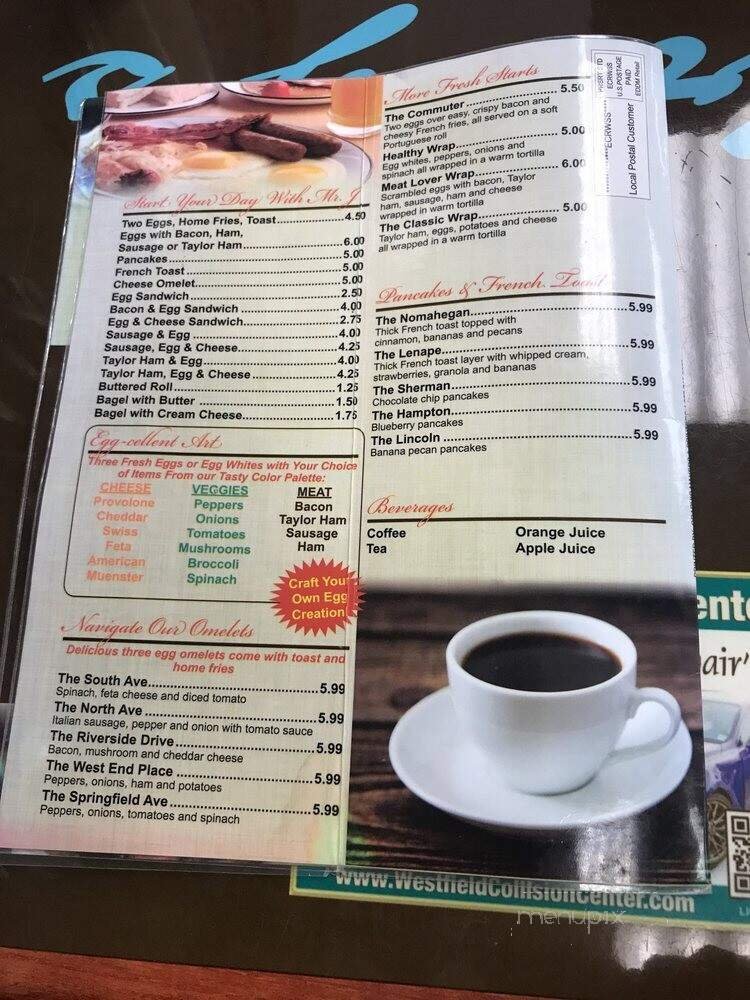 Start Your Day With Mr. J
Two Eggs, Home Fries, Toast.....4.50
Eggs with Bacon, Ham,
Sausage or Taylor Ham.....6.00
Pancakes.....5.00
French Toast.....5.00
Cheese Omelet.....5.00
Egg Sandwich.....2.50
Bacon & Egg Sandwich.....4.00
Egg & Cheese Sandwich.....2.75
Sausage & Egg.....4.00
Sausage, Egg & Cheese.....4.25
Taylor Ham & Egg.....4.00
Taylor Ham, Egg & Cheese.....4.25
Buttered Roll.....1.25
Bagel with Butter.....1.50
Bagel with Cream Cheese.....1.75
Egg-cellent Art
Three Fresh Eggs or Egg Whites with Your Choice
of Items From our Tasty Color Palette:
CHEESE
Provolone
Cheddar
Swiss
Feta
American
Muenster
VEGGIES
Peppers
Onions
Tomatoes
Mushrooms
Broccoli
Spinach
MEAT
Bacon
Taylor Ham
Sausage
Ham
Craft Your
Own Egg
Creation!
Navigate Our Omelets
Delicious three egg omelets come with toast and
home fries
The South Ave.....5.99
Spinach, feta cheese and diced tomato
The North Ave.....5.99
Italian sausage, pepper and onion with tomato sauce
The Riverside Drive.....5.99
Bacon, mushroom and cheddar cheese
The West End Place.....5.99
Peppers, onions, ham and potatoes
The Springfield Ave.....5.99
Peppers, onions, tomatoes and spinach
More Fresh Starts
The Commuter.....5.50
Two eggs over easy, crispy bacon and
cheesy French fries, all served on a soft
Portuguese roll
Healthy Wrap.....5.00
Egg whites, peppers, onions and
spinach all wrapped in a warm tortilla
Meat Lover Wrap.....6.00
Scrambled eggs with bacon, Taylor
ham, sausage, ham and cheese
wrapped in warm tortilla
The Classic Wrap.....5.00
Taylor ham, eggs, potatoes and cheese
all wrapped in a warm tortilla
Pancakes & French Toast
The Nomahegan.....5.99
Thick French toast topped with
cinnamon, bananas and pecans
The Lenape.....5.99
Thick French toast layer with whipped cream,
strawberries, granola and bananas
The Sherman.....5.99
Chocolate chip pancakes
The Hampton.....5.99
Blueberry pancakes
The Lincoln.....5.99
Banana pecan pancakes
Beverages
Coffee
Tea
Orange Juice
Apple Juice
PRSRT STD
ECRWSS
U.S.POSTAGE
PAID
EDDM Retail
*****ECRWSS****
Local Postal Customer
www.WestfieldCollisionCenter.com
menupix